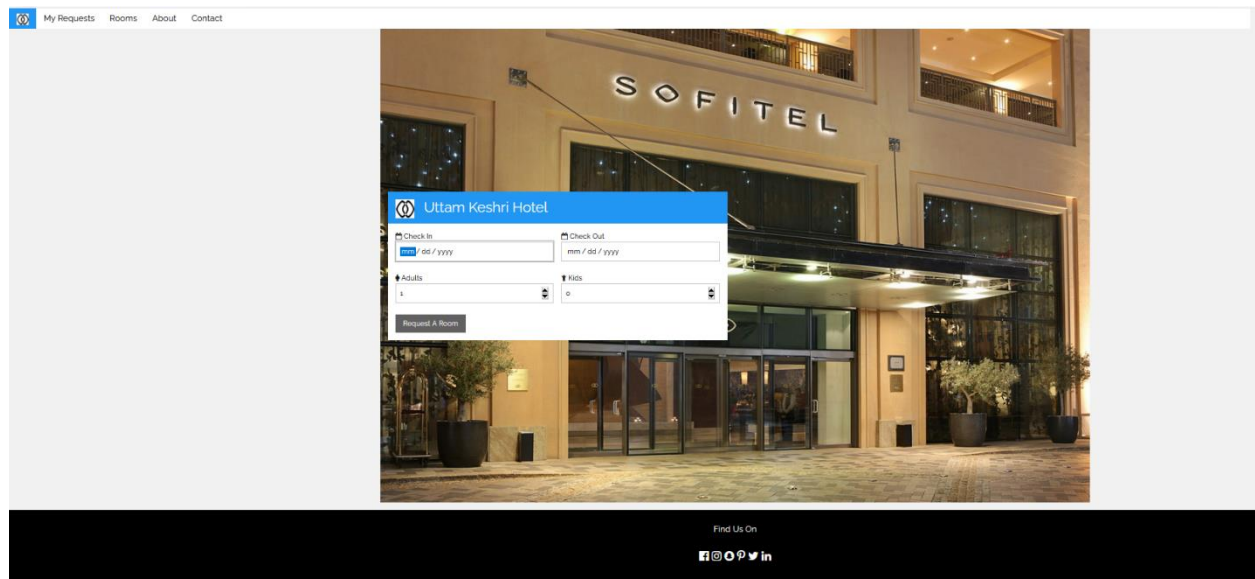 My Requests Rooms About Contact
SOFITEL
Uttam Keshri Hotel
Check In Check Out
mm / dd / yyyy mm / dd / yyyy
Adults Kids
1 0
Request A Room
Find Us On